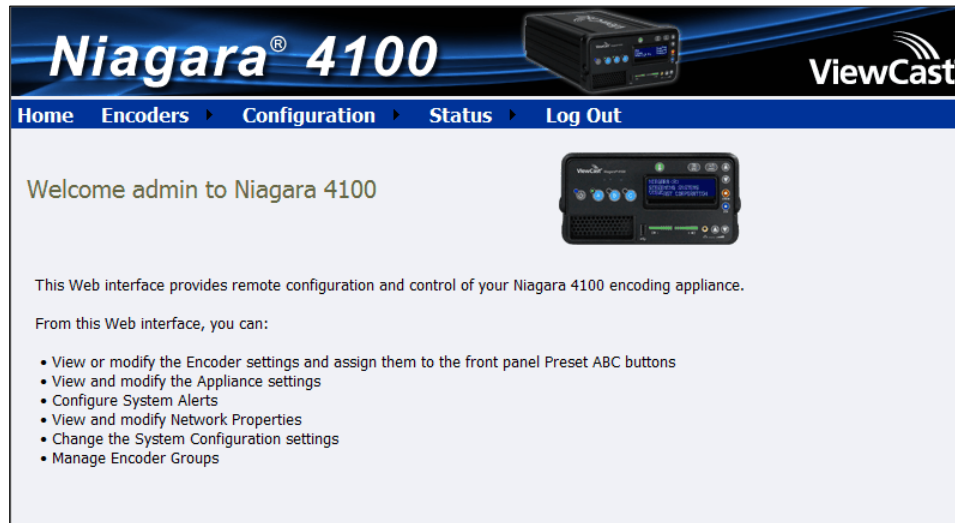 Niagara® 4100
ViewCast
Home Encoders Configuration Status Log Out
Welcome admin to Niagara 4100
ViewCast
This Web interface provides remote configuration and control of your Niagara 4100 encoding appliance.
From this Web interface, you can:
• View or modify the Encoder settings and assign them to the front panel Preset ABC buttons
• View and modify the Appliance settings
• Configure System Alerts
• View and modify Network Properties
• Change the System Configuration settings
• Manage Encoder Groups